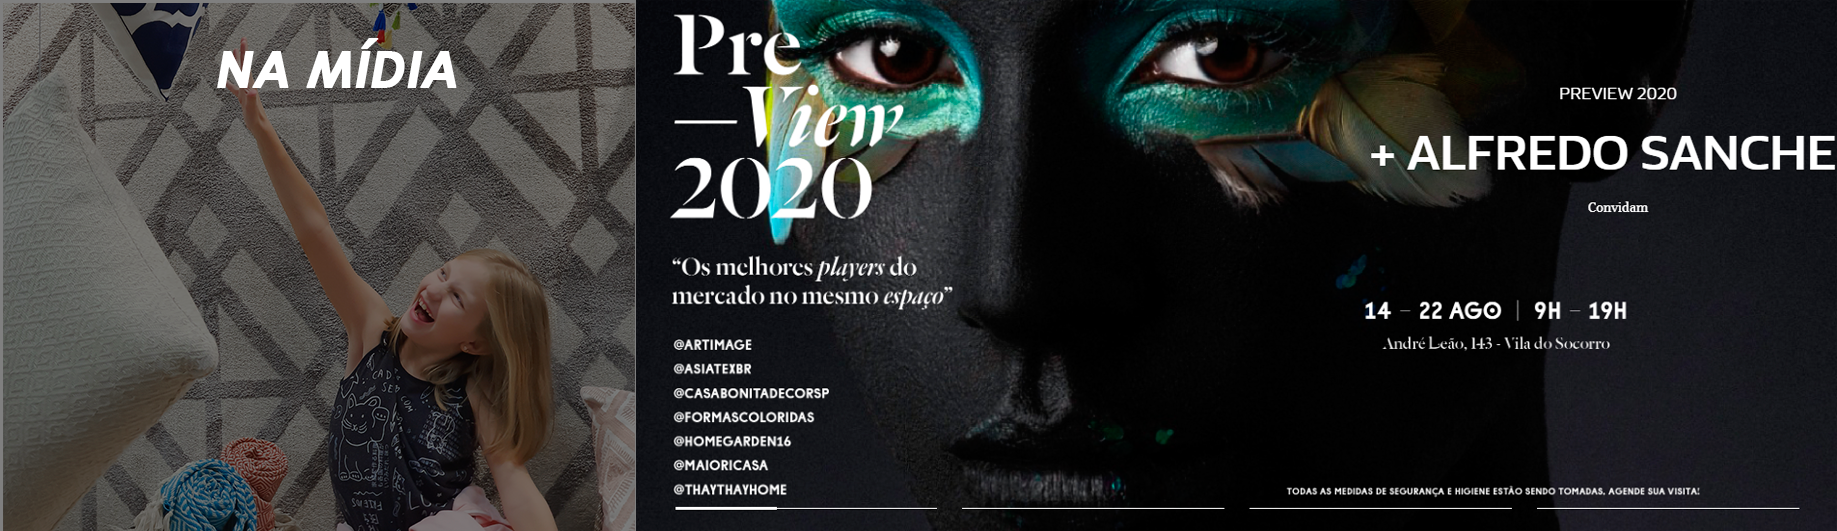 NA MÍDIA
Pre
—View
2020
“Os melhores players do
mercado no mesmo espaço”
@ARTIMAGE
@ASIATEXBR
@CASABONITADECORSP
@FORMASCOLORIDAS
@HOMEGARDEN16
@MAIORICASA
@THAYTHAYHOME
PREVIEW 2020
+ ALFREDO SANCHE
Convidam
14 – 22 AGO | 9H – 19H
André Leão, 143 - Vila do Socorro
TODAS AS MEDIDAS DE SEGURANÇA E HIGIENE ESTÃO SENDO TOMADAS, AGENDE SUA VISITA!